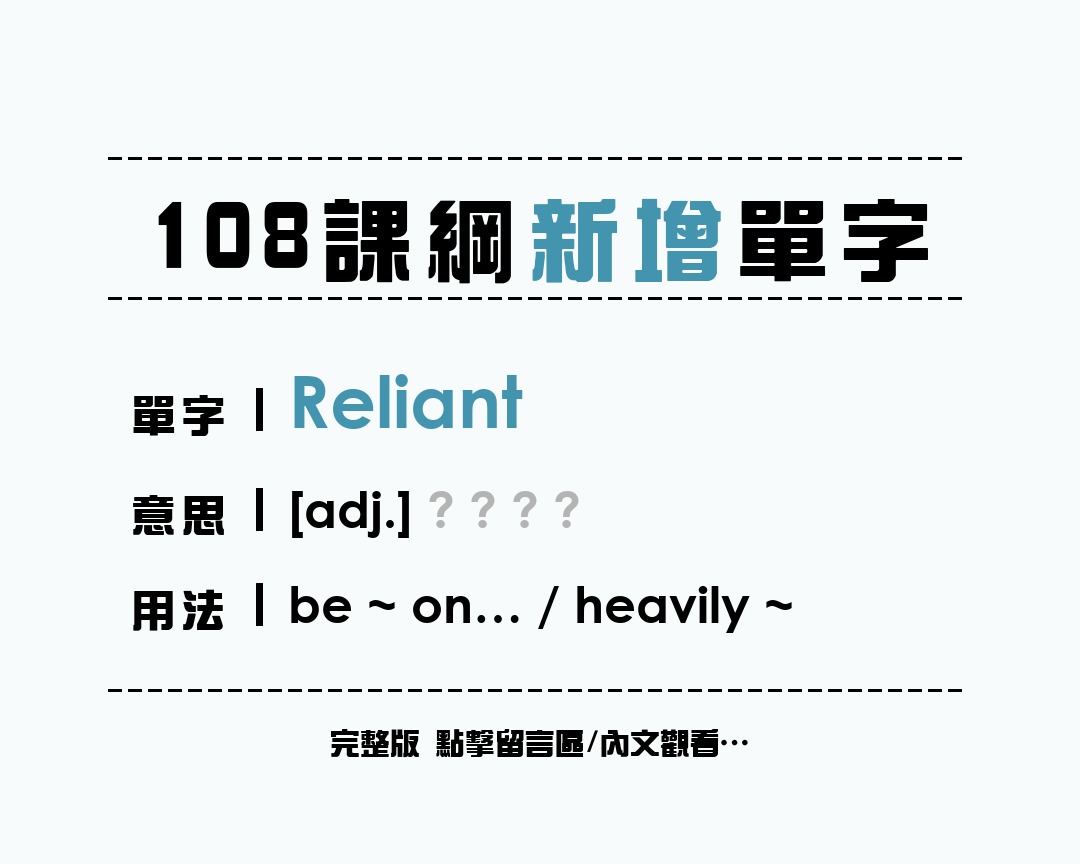 108課綱新增單字
單字 | Reliant
意思 | [adj.] ????
用法 | be ~ on… / heavily ~
完整版 點擊留言區/內文觀看…